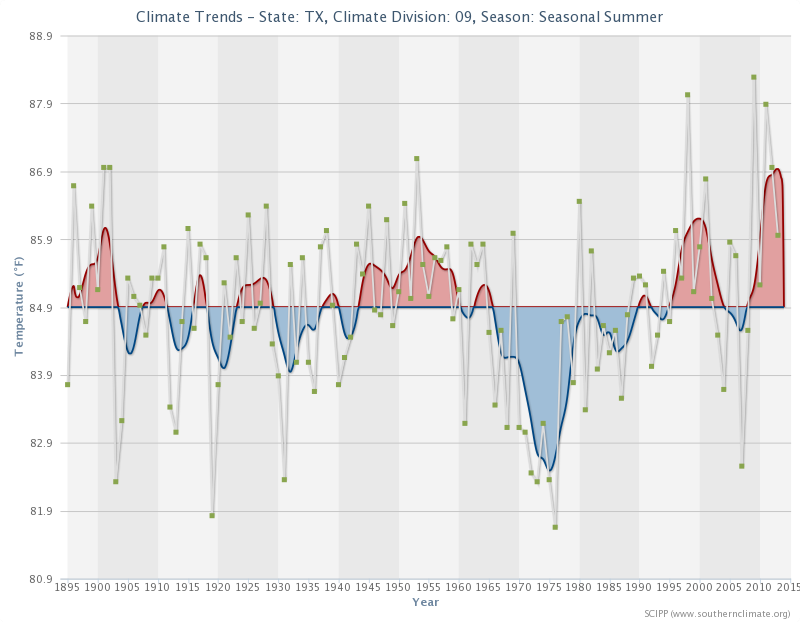 Climate Trends - State: TX, Climate Division: 09, Season: Seasonal Summer
88.9
87.9
86.9
85.9
84.9
83.9
82.9
81.9
80.9
Temperature (°F)
1895 1900 1905 1910 1915 1920 1925 1930 1935 1940 1945 1950 1955 1960 1965 1970 1975 1980 1985 1990 1995 2000 2005 2010 2015
Year
SCIPP (www.southernclimate.org)